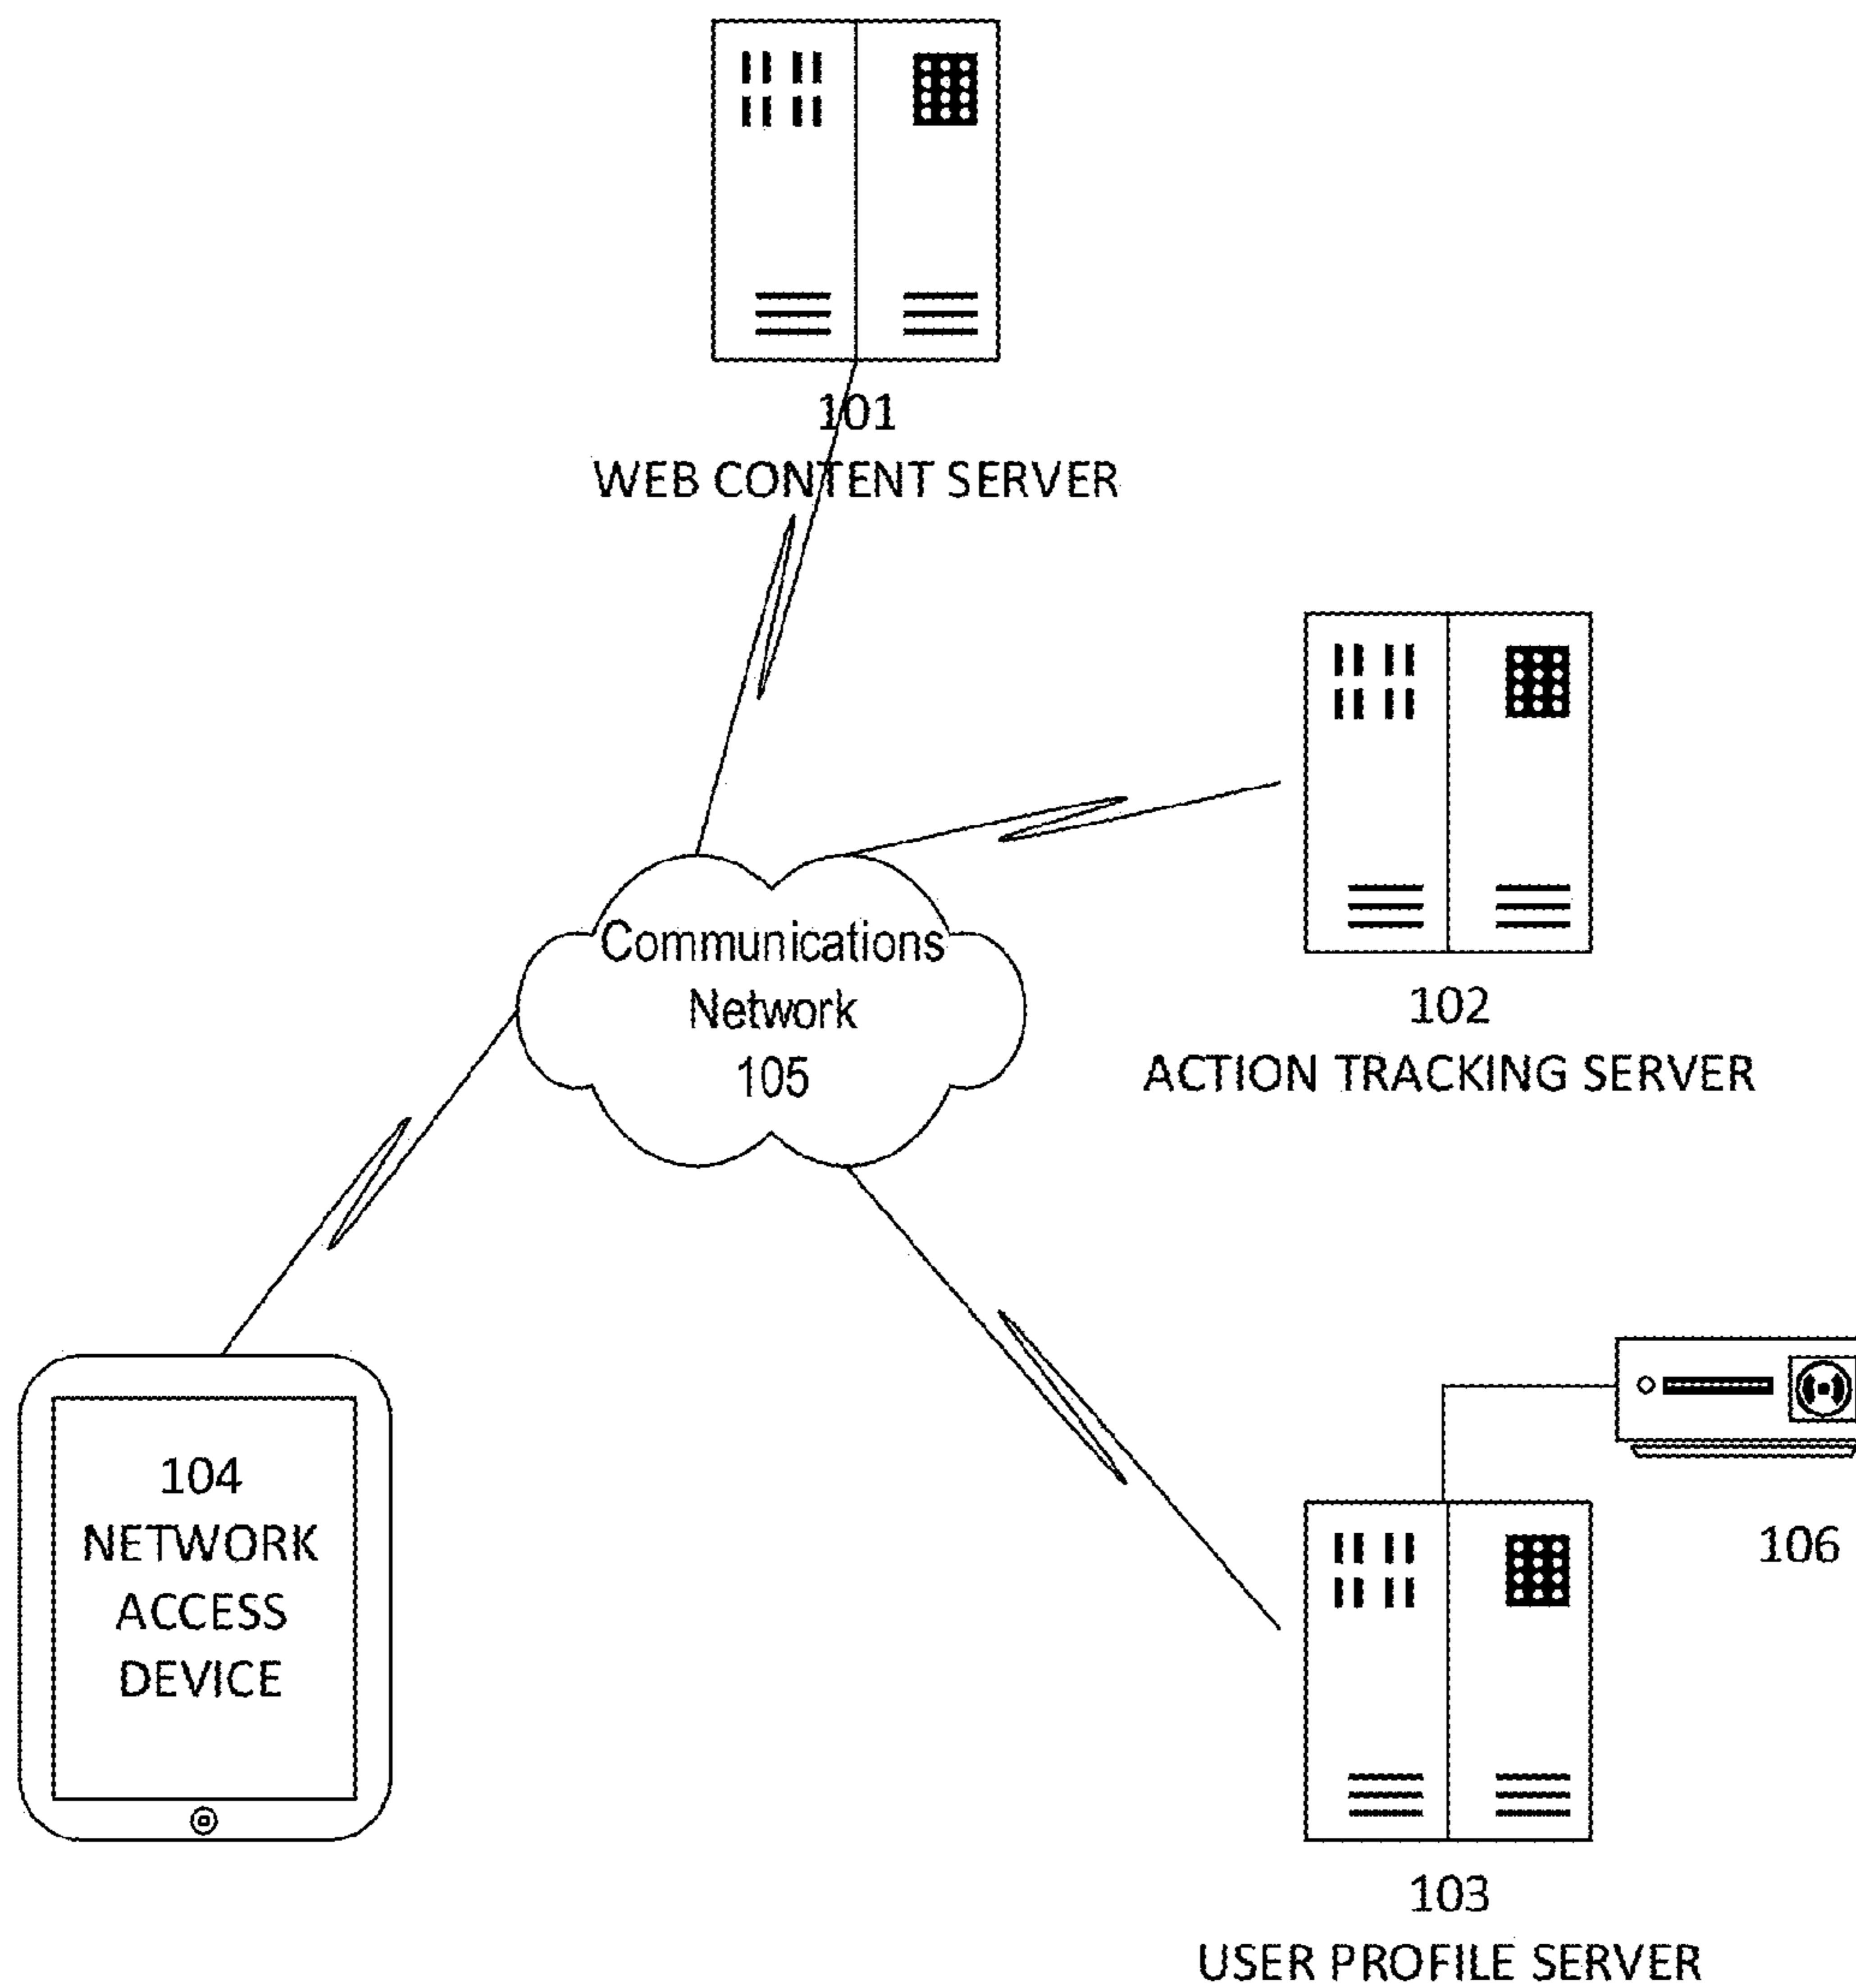 101
WEB CONTENT SERVER
102
ACTION TRACKING SERVER
Communications
Network
105
104
NETWORK
ACCESS
DEVICE
106
103
USER PROFILE SERVER